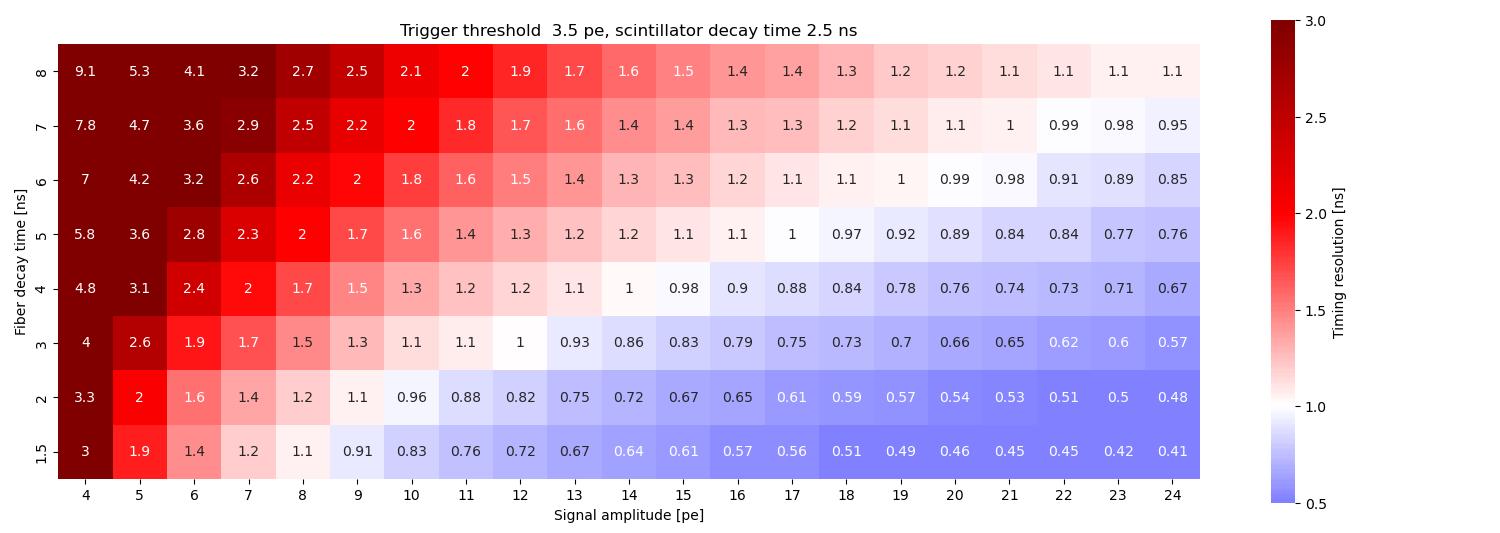 Trigger threshold  3.5 pe, scintillator decay time 2.5 ns
8 9.1 5.3 4.1 3.2 2.7 2.5 2.1 2 1.9 1.7 1.6 1.5 1.4 1.4 1.3 1.2 1.2 1.1 1.1 1.1 1.1
7 7.8 4.7 3.6 2.9 2.5 2.2 2 1.8 1.7 1.6 1.4 1.4 1.3 1.3 1.2 1.1 1.1 1 0.99 0.98 0.95
6 7 4.2 3.2 2.6 2.2 2 1.8 1.6 1.5 1.4 1.3 1.3 1.2 1.1 1.1 1 0.99 0.98 0.91 0.89 0.85
5 5.8 3.6 2.8 2.3 2 1.7 1.6 1.4 1.3 1.2 1.2 1.1 1.1 1 0.97 0.92 0.89 0.84 0.84 0.77 0.76
4 4.8 3.1 2.4 2 1.7 1.5 1.3 1.2 1.2 1.1 1 0.98 0.9 0.88 0.84 0.78 0.76 0.74 0.73 0.71 0.67
3 4 2.6 1.9 1.7 1.5 1.3 1.1 1.1 1 0.93 0.86 0.83 0.79 0.75 0.73 0.7 0.66 0.65 0.62 0.6 0.57
2 3.3 2 1.6 1.4 1.2 1.1 0.96 0.88 0.82 0.75 0.72 0.67 0.65 0.61 0.59 0.57 0.54 0.53 0.51 0.5 0.48
1.5 3 1.9 1.4 1.2 1.1 0.91 0.83 0.76 0.72 0.67 0.64 0.61 0.57 0.56 0.51 0.49 0.46 0.45 0.45 0.42 0.41
4 5 6 7 8 9 10 11 12 13 14 15 16 17 18 19 20 21 22 23 24
Signal amplitude [pe]
Fiber decay time [ns]
3.0
2.5
2.0
1.5
1.0
0.5
Timing resolution [ns]